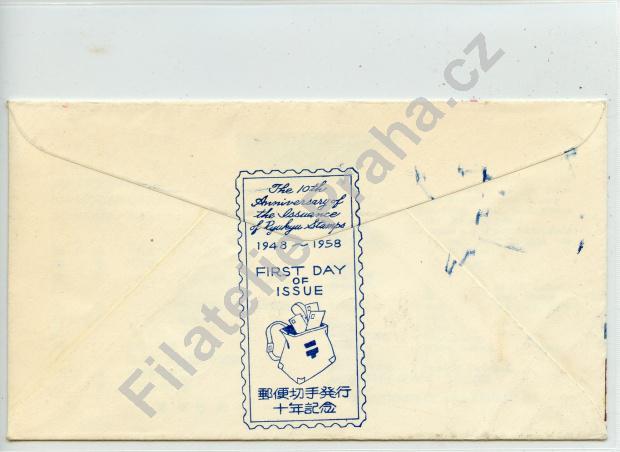 The 10th
Anniversary of
the Issuance
of Ryukyu Stamps
1948 ~ 1958
FIRST DAY
OF
ISSUE
〒
郵便切手発行
十年記念
Filatelie Praha.cz